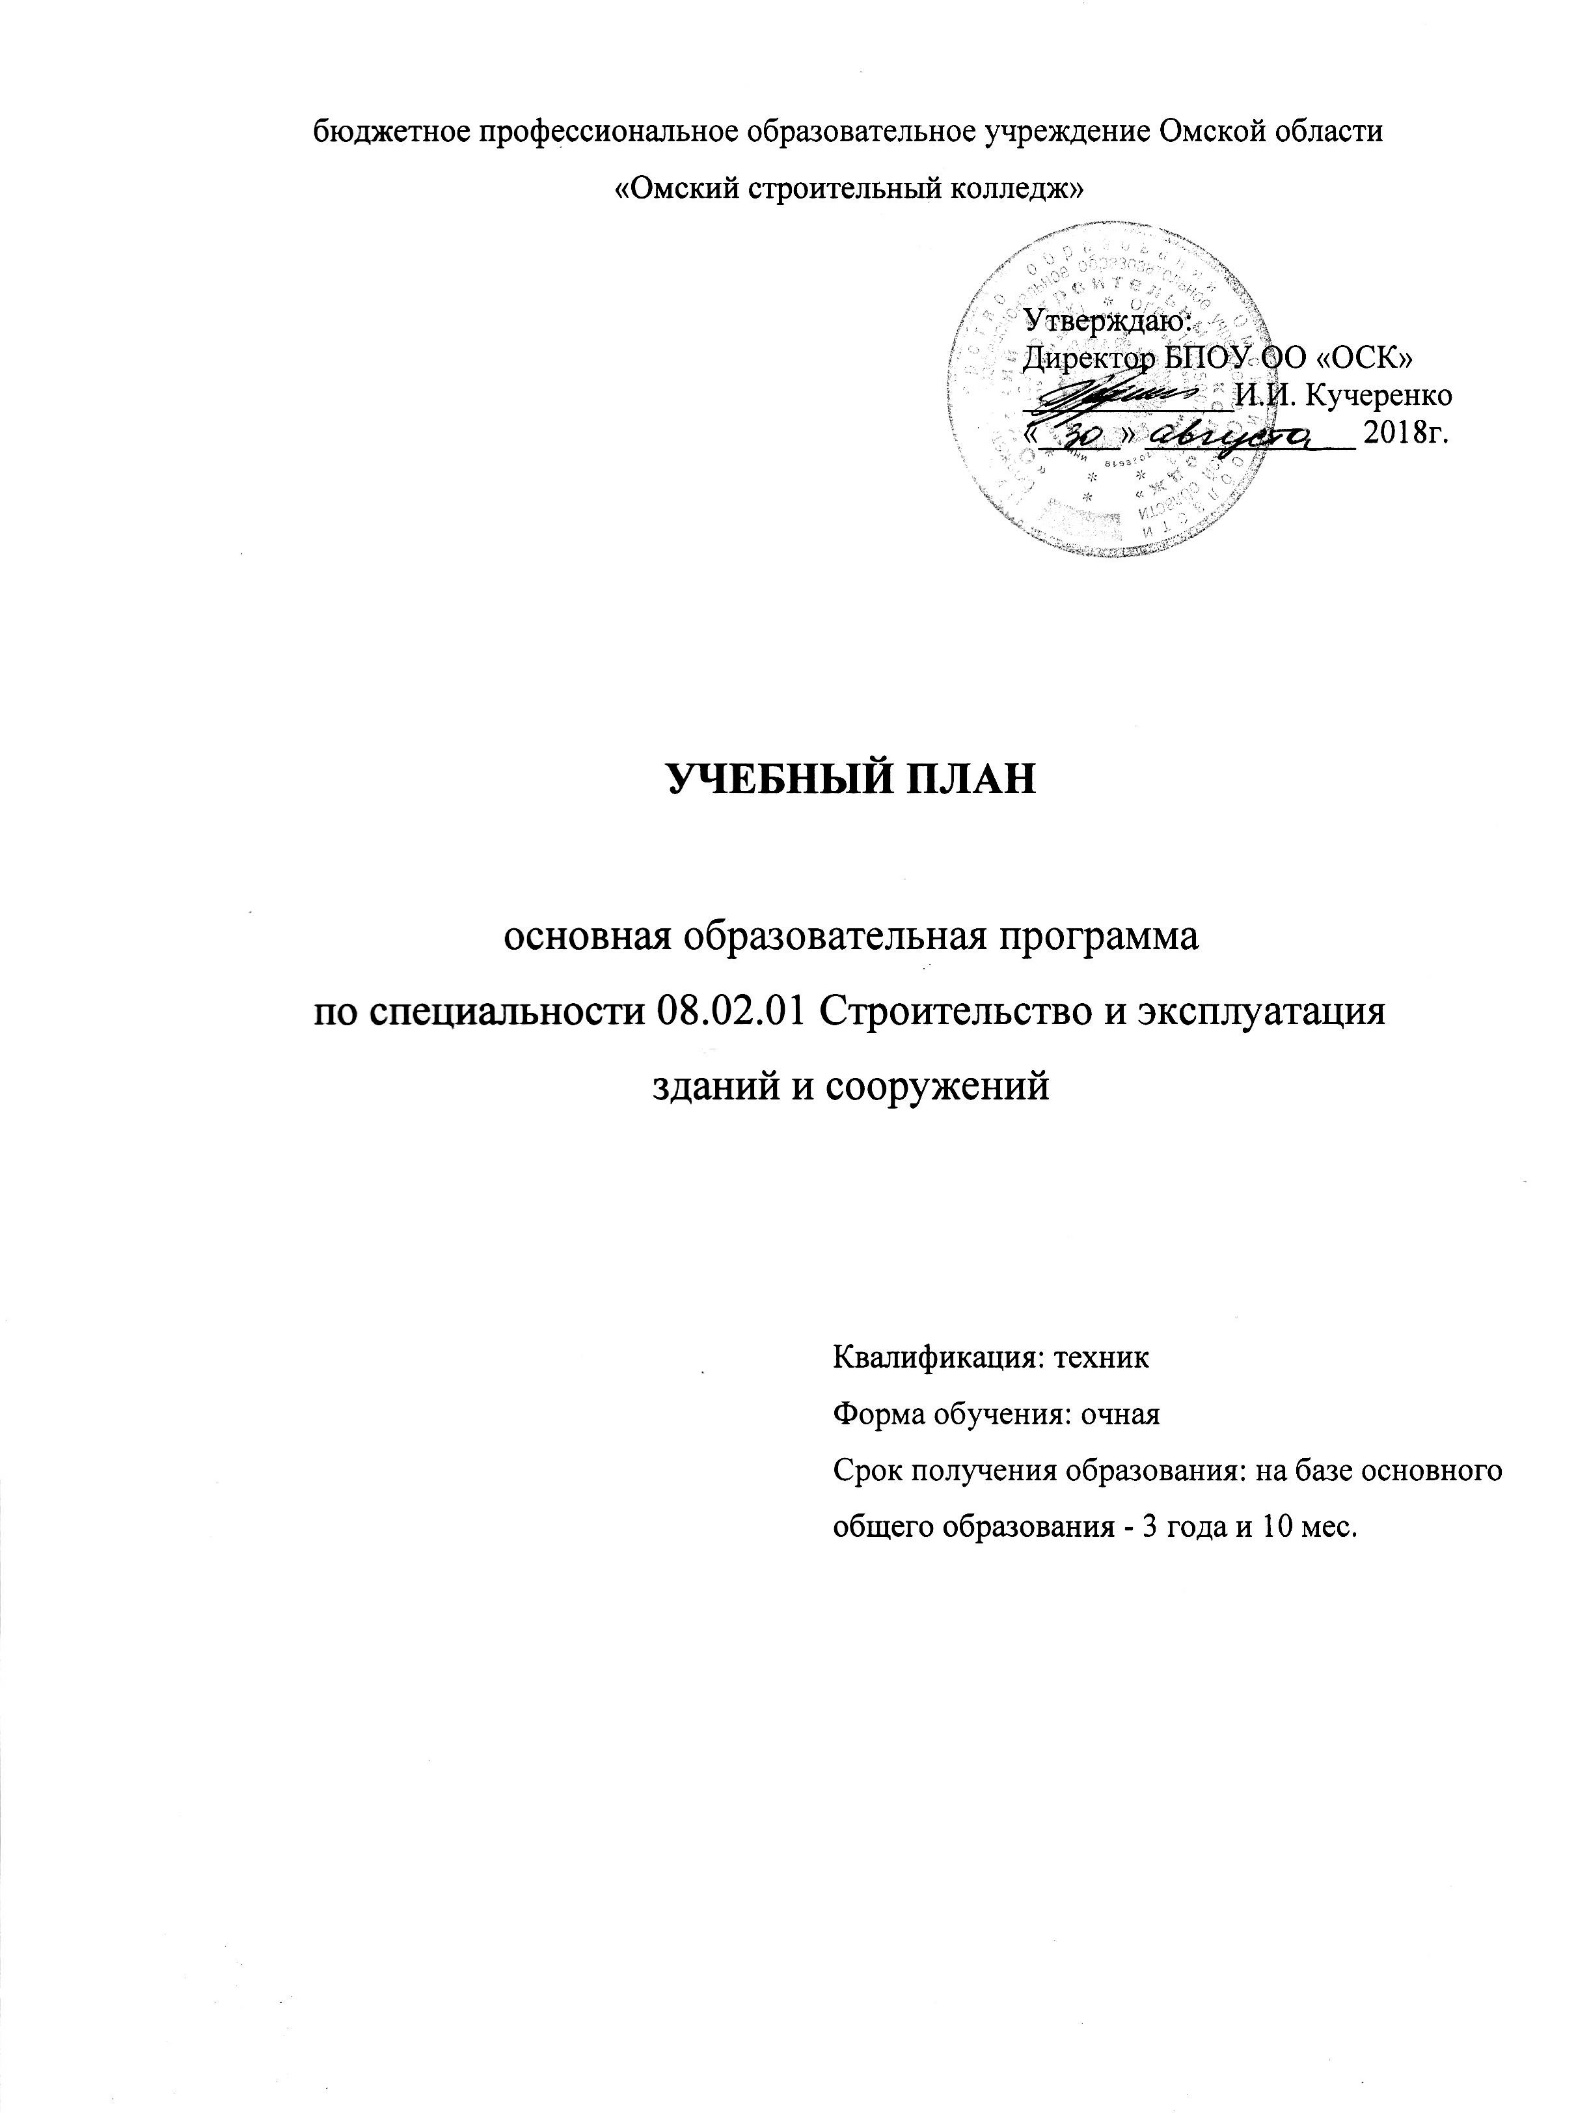 бюджетное профессиональное образовательное учреждение Омской области
«Омский строительный колледж»
Утверждаю:
Директор БПОУ ОО «ОСК»
И.И. Кучеренко
«30» августа 2018г.
УЧЕБНЫЙ ПЛАН
основная образовательная программа
по специальности 08.02.01 Строительство и эксплуатация
зданий и сооружений
Квалификация: техник
Форма обучения: очная
Срок получения образования: на базе основного
общего образования - 3 года и 10 мес.